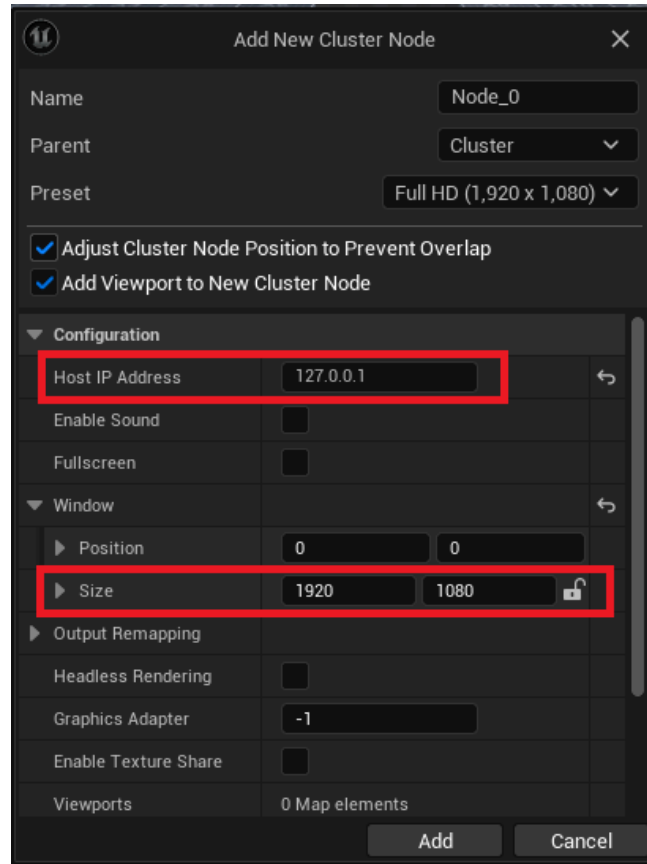 Add New Cluster Node
Name Node_0
Parent Cluster
Preset Full HD (1,920 x 1,080)
Adjust Cluster Node Position to Prevent Overlap
Add Viewport to New Cluster Node
Configuration
Host IP Address 127.0.0.1
Enable Sound
Fullscreen
Window
Position 0 0
Size 1920 1080
Output Remapping
Headless Rendering
Graphics Adapter -1
Enable Texture Share
Viewports 0 Map elements
Add Cancel